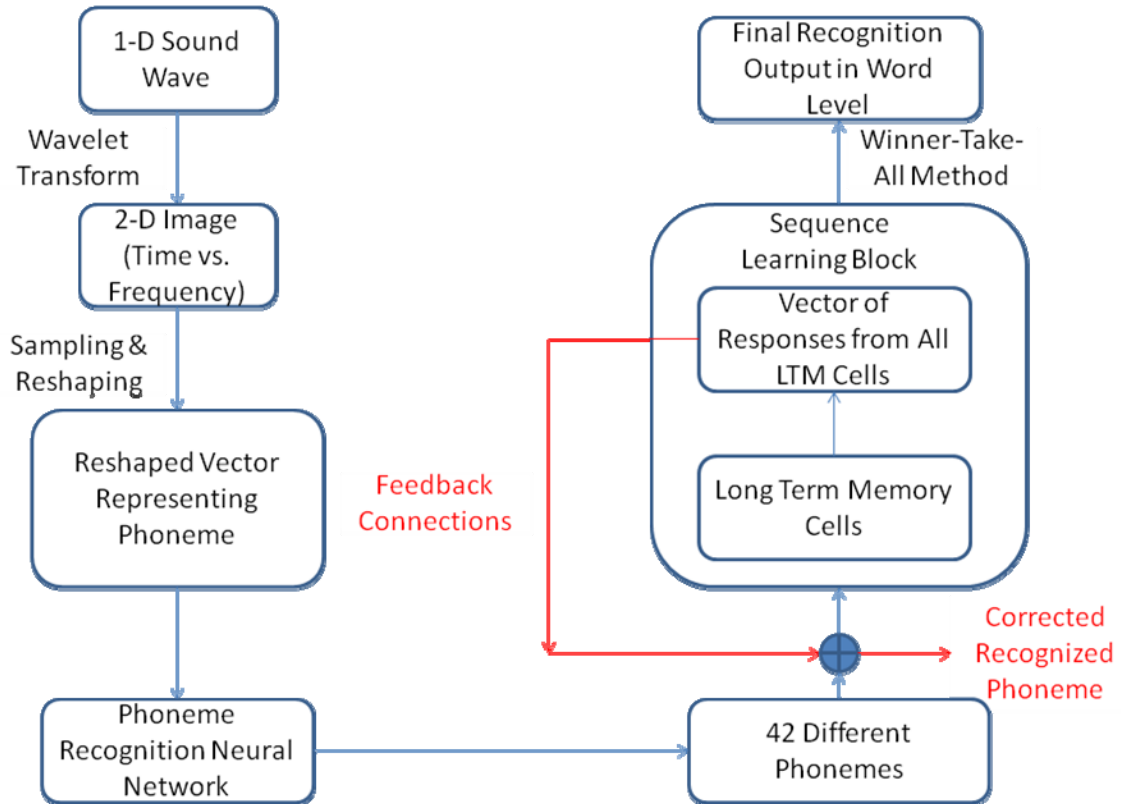 1-D Sound
Wave
Wavelet
Transform
2-D Image
(Time vs.
Frequency)
Sampling &
Reshaping
Reshaped Vector
Representing
Phoneme
Phoneme
Recognition Neural
Network
Feedback
Connections
Final Recognition
Output in Word
Level
Winner-Take-
All Method
Sequence
Learning Block
Vector of
Responses from All
LTM Cells
Long Term Memory
Cells
Corrected
Recognized
Phoneme
42 Different
Phonemes